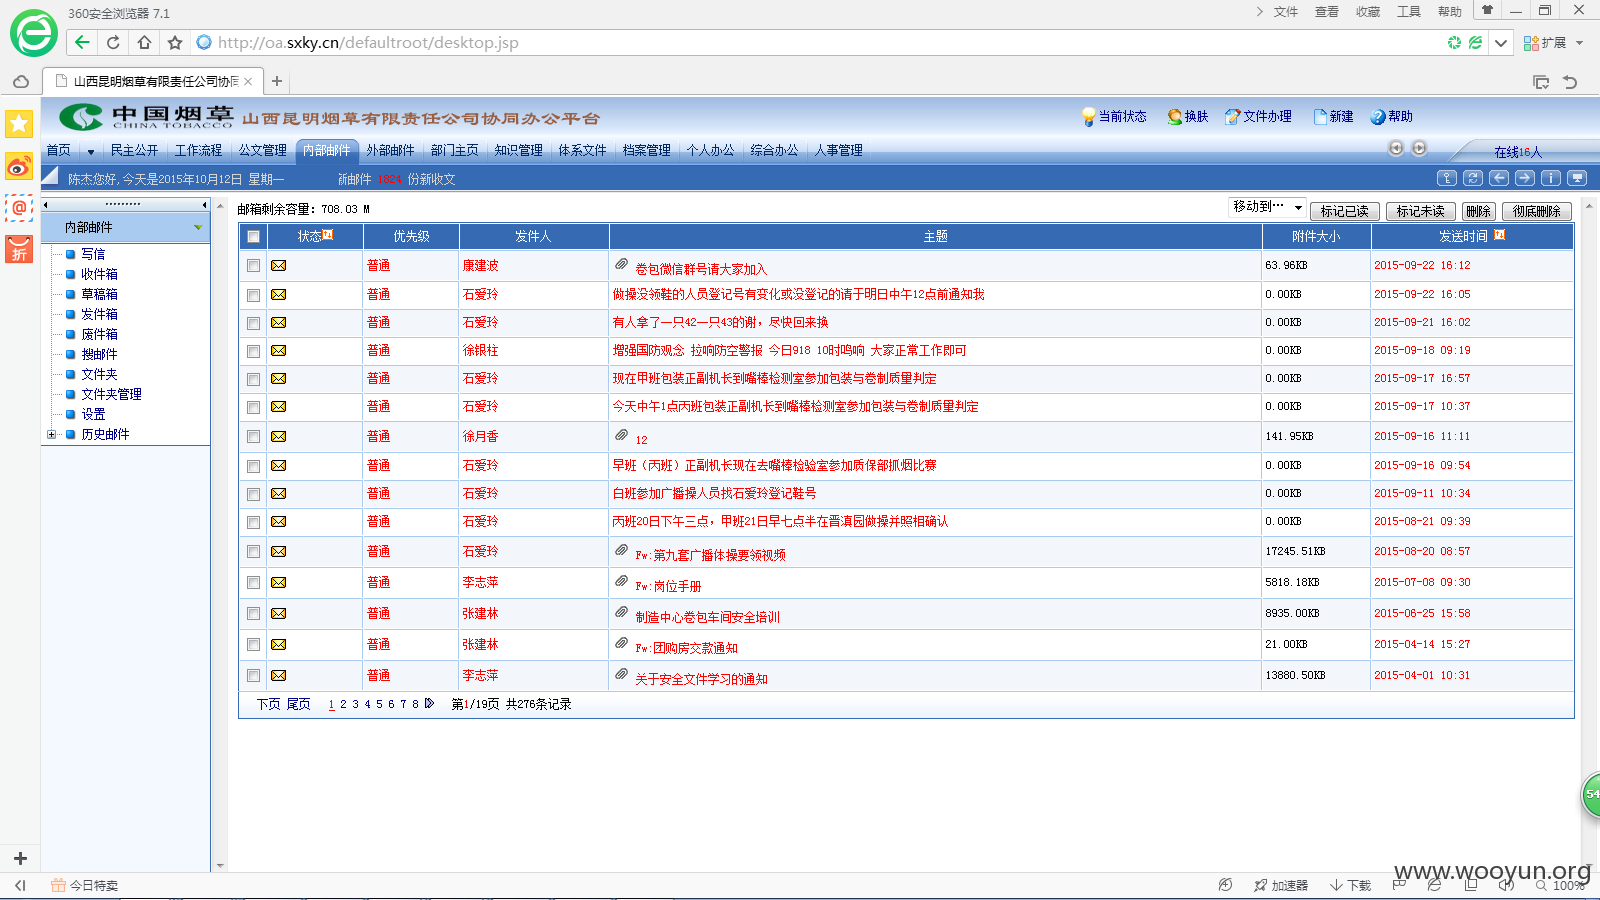 360安全浏览器 7.1
文件 查看 收藏 工具 帮助
http://oa.sxky.cn/defaultroot/desktop.jsp
扩展
山西昆明烟草有限责任公司协同
中国烟草
CHINA TOBACCO
山西昆明烟草有限责任公司协同办公平台
当前状态 换肤 文件办理 新建 帮助
首页 民主公开 工作流程 公文管理 内部邮件 外部邮件 部门主页 知识管理 体系文件 档案管理 个人办公 综合办公 人事管理
在线16人
陈杰您好,今天是2015年10月12日 星期一
新邮件 1824 份新收文
内部邮件
写信
收件箱
草稿箱
发件箱
废件箱
搜邮件
文件夹
文件夹管理
设置
历史邮件
邮箱剩余容量: 708.03 M
移动到… 标记已读 标记未读 删除 彻底删除
状态 优先级 发件人 主题 附件大小 发送时间
普通 康建波 卷包微信群号请大家加入 63.96KB 2015-09-22 16:12
普通 石爱玲 做操没领鞋的人员登记号有变化或没登记的请于明日中午12点前通知我 0.00KB 2015-09-22 16:05
普通 石爱玲 有人拿了一只42一只43的谢，尽快回来换 0.00KB 2015-09-21 16:02
普通 徐银柱 增强国防观念 拉响防空警报 今日918 10时鸣响 大家正常工作即可 0.00KB 2015-09-18 09:19
普通 石爱玲 现在甲班包装正副机长到嘴棒检测室参加包装与卷制质量判定 0.00KB 2015-09-17 16:57
普通 石爱玲 今天中午1点丙班包装正副机长到嘴棒检测室参加包装与卷制质量判定 0.00KB 2015-09-17 10:37
普通 徐月香 12 141.95KB 2015-09-16 11:11
普通 石爱玲 早班（丙班）正副机长现在去嘴棒检验室参加质保部抓烟比赛 0.00KB 2015-09-16 09:54
普通 石爱玲 白班参加广播操人员找石爱玲登记鞋号 0.00KB 2015-09-11 10:34
普通 石爱玲 丙班20日下午三点，甲班21日早七点半在晋滇园做操并照相确认 0.00KB 2015-08-21 09:39
普通 石爱玲 Fw:第九套广播体操要领视频 17245.51KB 2015-08-20 08:57
普通 李志萍 Fw:岗位手册 5818.18KB 2015-07-08 09:30
普通 张建林 制造中心卷包车间安全培训 8935.00KB 2015-06-25 15:58
普通 张建林 Fw:团购房交款通知 21.00KB 2015-04-14 15:27
普通 李志萍 关于安全文件学习的通知 13880.50KB 2015-04-01 10:31
下页 尾页 1 2 3 4 5 6 7 8 第1/19页 共276条记录
54
www.wooyun.org
今日特卖
加速器 下载 100%